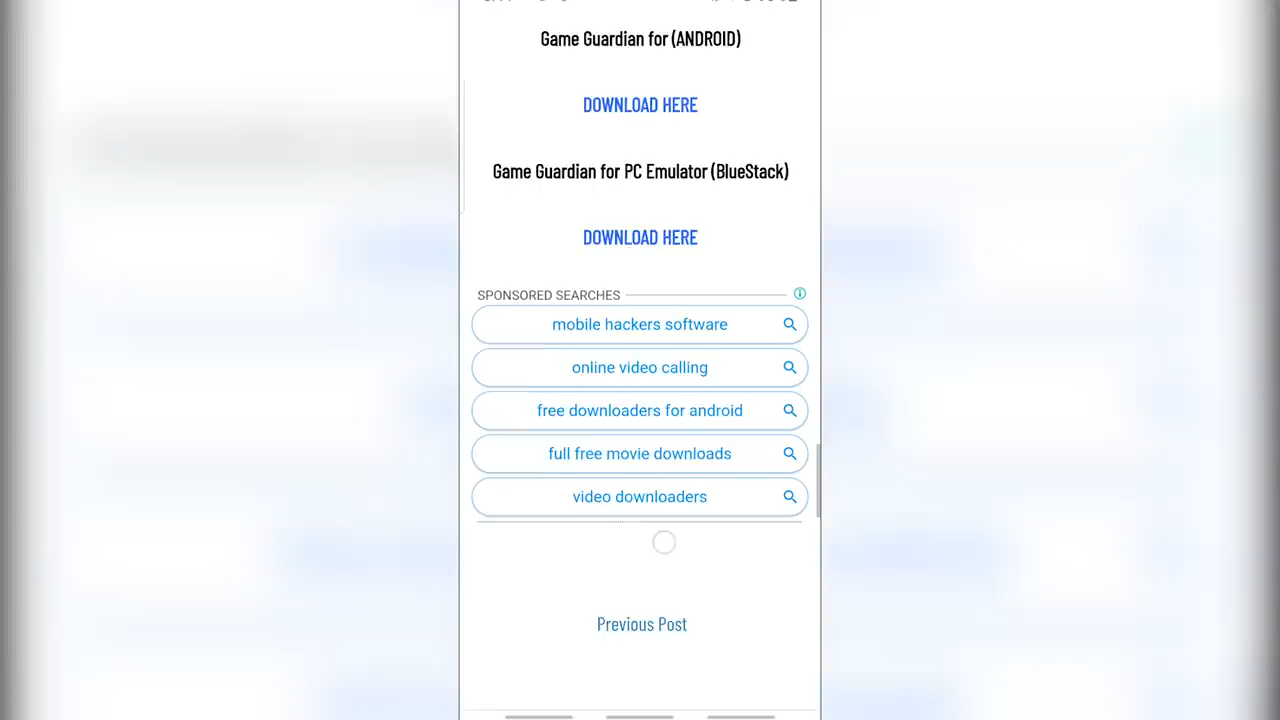 Game Guardian for (ANDROID)
DOWNLOAD HERE
Game Guardian for PC Emulator (BlueStack)
DOWNLOAD HERE
SPONSORED SEARCHES
mobile hackers software
online video calling
free downloaders for android
full free movie downloads
video downloaders
Previous Post